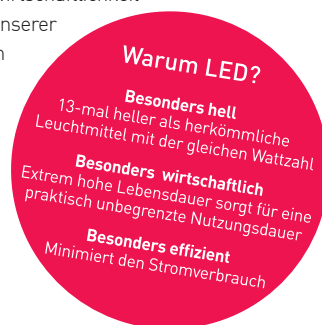 nserer
Warum LED?
Besonders hell
13-mal heller als herkömmliche
Leuchtmittel mit der gleichen Wattzahl
Besonders wirtschaftlich
Extrem hohe Lebensdauer sorgt für eine
praktisch unbegrenzte Nutzungsdauer
Besonders effizient
Minimiert den Stromverbrauch